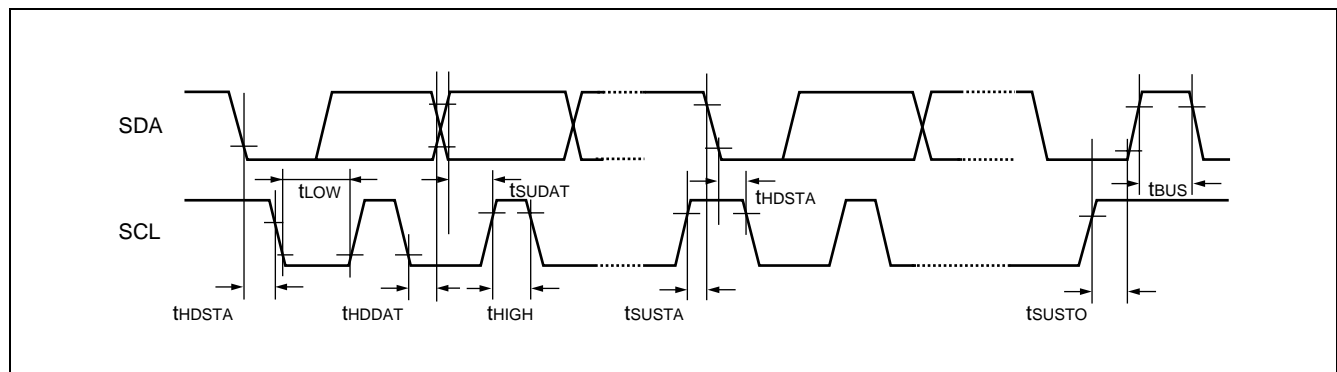 SDA
tLOW
tSUDAT
tHDSTA
tBUS
SCL
tHDSTA
tHDDAT
tHIGH
tSUSTA
tSUSTO